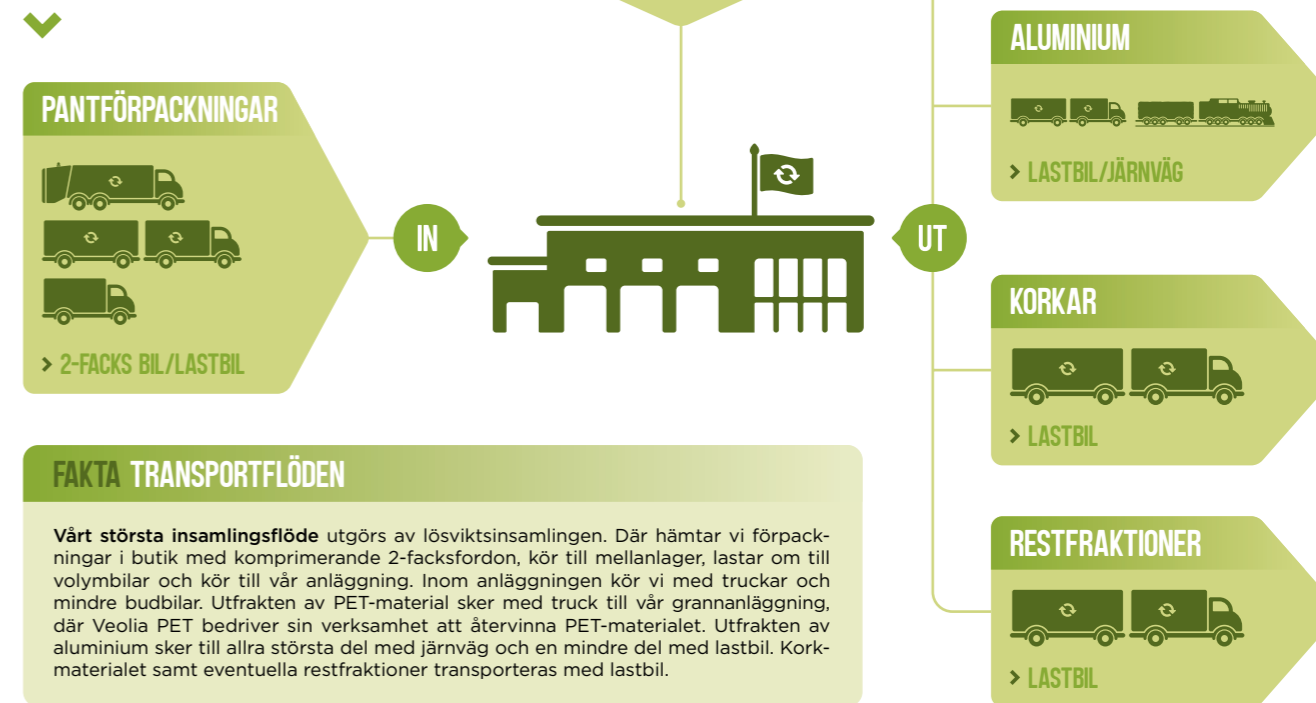 PANTFÖRPACKNINGAR
> 2-FACKS BIL/LASTBIL
IN
UT
ALUMINIUM
> LASTBIL/JÄRNVÄG
KORKAR
> LASTBIL
RESTFRAKTIONER
> LASTBIL
FAKTA TRANSPORTFLÖDEN
Vårt största insamlingsflöde utgörs av lösviktsinsamlingen. Där hämtar vi förpack-
ningar i butik med komprimerande 2-facksfordon, kör till mellanlager, lastar om till
volymbilar och kör till vår anläggning. Inom anläggningen kör vi med truckar och
mindre budbilar. Utfrakten av PET-material sker med truck till vår grannanläggning,
där Veolia PET bedriver sin verksamhet att återvinna PET-materialet. Utfrakten av
aluminium sker till allra största del med järnväg och en mindre del med lastbil. Kork-
materialet samt eventuella restfraktioner transporteras med lastbil.